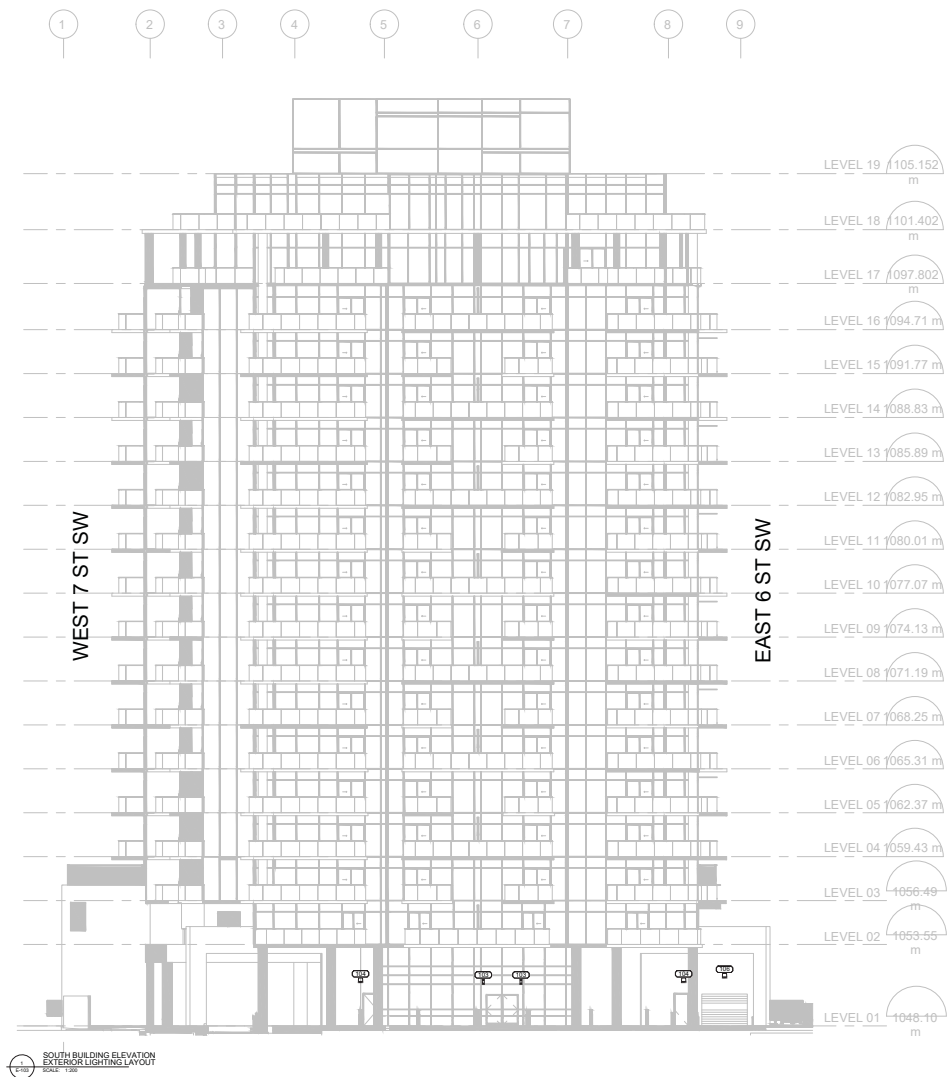 1 2 3 4 5 6 7 8 9
LEVEL 19 1105.152 m
LEVEL 18 1101.402 m
LEVEL 17 1097.802 m
LEVEL 16 1094.71 m
LEVEL 15 1091.77 m
LEVEL 14 1088.83 m
LEVEL 13 1085.89 m
LEVEL 12 1082.95 m
LEVEL 11 1080.01 m
LEVEL 10 1077.07 m
LEVEL 09 1074.13 m
LEVEL 08 1071.19 m
LEVEL 07 1068.25 m
LEVEL 06 1065.31 m
LEVEL 05 1062.37 m
LEVEL 04 1059.43 m
LEVEL 03 1056.49 m
LEVEL 02 1053.55 m
LEVEL 01 1048.10 m
WEST 7 ST SW
EAST 6 ST SW
104 103 103 104
1
E-103
SOUTH BUILDING ELEVATION
EXTERIOR LIGHTING LAYOUT
SCALE: 1:200